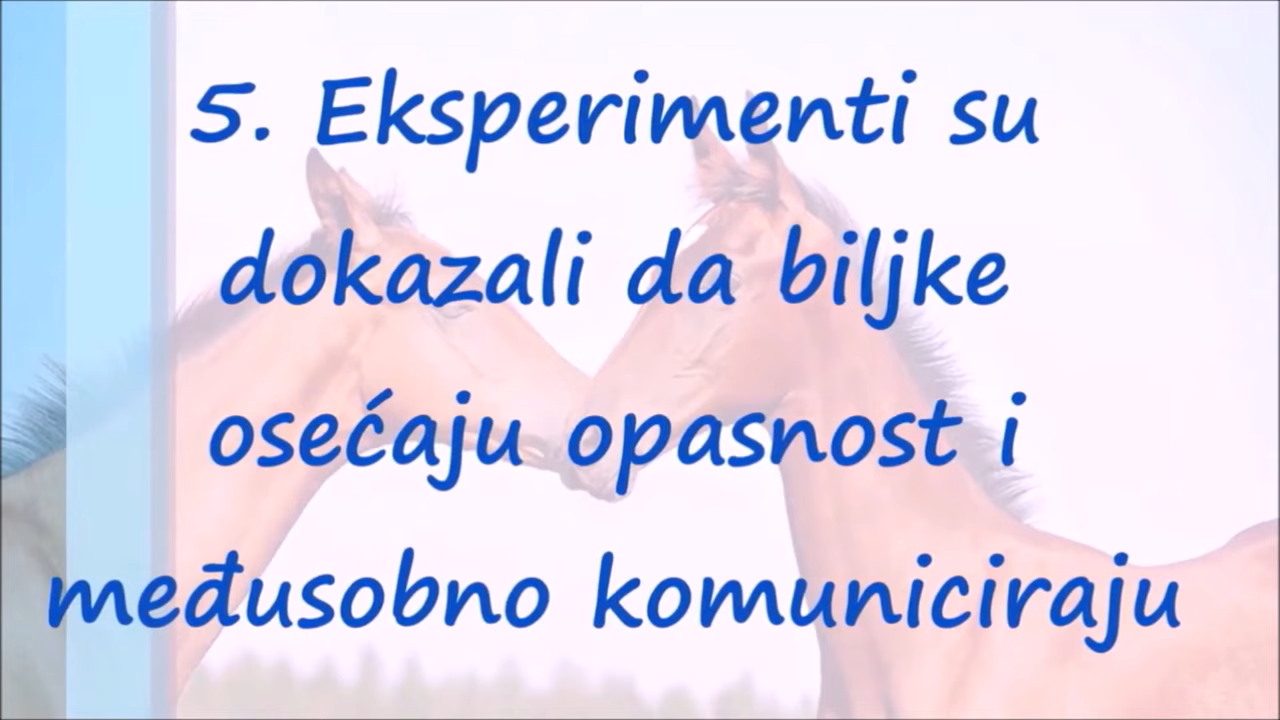 5. Eksperimenti su
dokazali da biljke
osećaju opasnost i
međusobno komuniciraju